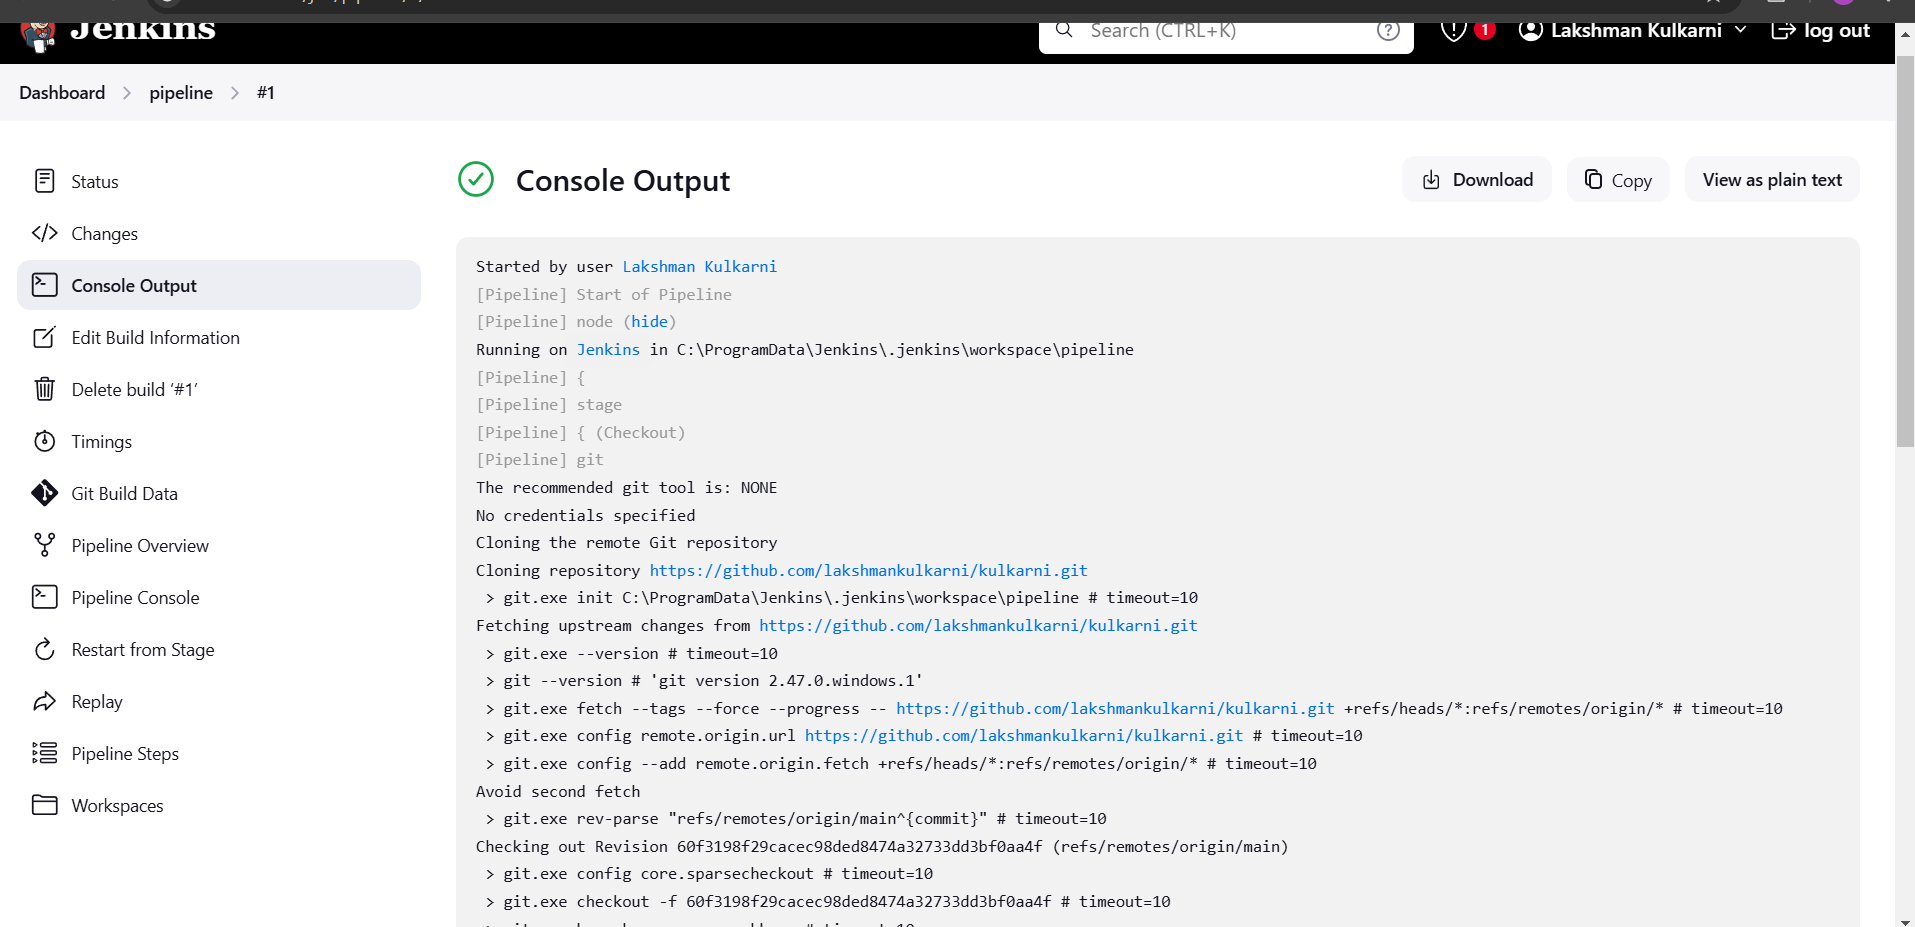 Jenkins
Search (CTRL+K)
1
Lakshman Kulkarni
log out
Dashboard
pipeline
#1
Status
Changes
Console Output
Edit Build Information
Delete build ‘#1’
Timings
Git Build Data
Pipeline Overview
Pipeline Console
Restart from Stage
Replay
Pipeline Steps
Workspaces
Console Output
Download
Copy
View as plain text
Started by user Lakshman Kulkarni
[Pipeline] Start of Pipeline
[Pipeline] node (hide)
Running on Jenkins in C:\ProgramData\Jenkins\.jenkins\workspace\pipeline
[Pipeline] {
[Pipeline] stage
[Pipeline] { (Checkout)
[Pipeline] git
The recommended git tool is: NONE
No credentials specified
Cloning the remote Git repository
Cloning repository https://github.com/lakshmankulkarni/kulkarni.git
> git.exe init C:\ProgramData\Jenkins\.jenkins\workspace\pipeline # timeout=10
Fetching upstream changes from https://github.com/lakshmankulkarni/kulkarni.git
> git.exe --version # timeout=10
> git --version # 'git version 2.47.0.windows.1'
> git.exe fetch --tags --force --progress -- https://github.com/lakshmankulkarni/kulkarni.git +refs/heads/*:refs/remotes/origin/* # timeout=10
> git.exe config remote.origin.url https://github.com/lakshmankulkarni/kulkarni.git # timeout=10
> git.exe config --add remote.origin.fetch +refs/heads/*:refs/remotes/origin/* # timeout=10
Avoid second fetch
> git.exe rev-parse "refs/remotes/origin/main^{commit}" # timeout=10
Checking out Revision 60f3198f29cacec98ded8474a32733dd3bf0aa4f (refs/remotes/origin/main)
> git.exe config core.sparsecheckout # timeout=10
> git.exe checkout -f 60f3198f29cacec98ded8474a32733dd3bf0aa4f # timeout=10